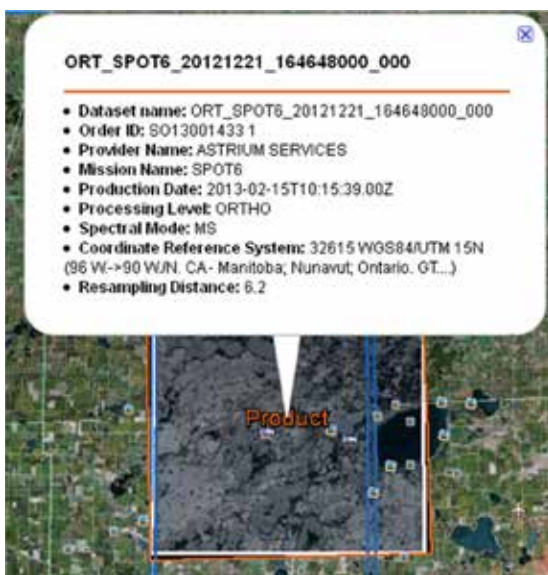 ORT_SPOT6_20121221_164648000_000
• Dataset name: ORT_SPOT6_20121221_164648000_000
• Order ID: SO13001433 1
• Provider Name: ASTRIUM SERVICES
• Mission Name: SPOT6
• Production Date: 2013-02-15T10:15:39.00Z
• Processing Level: ORTHO
• Spectral Mode: MS
• Coordinate Reference System: 32615 WGS84/UTM 15N
(96 W.->90 W./N. CA - Manitoba; Nunavut; Ontario. GT...)
• Resampling Distance: 6.2
Product